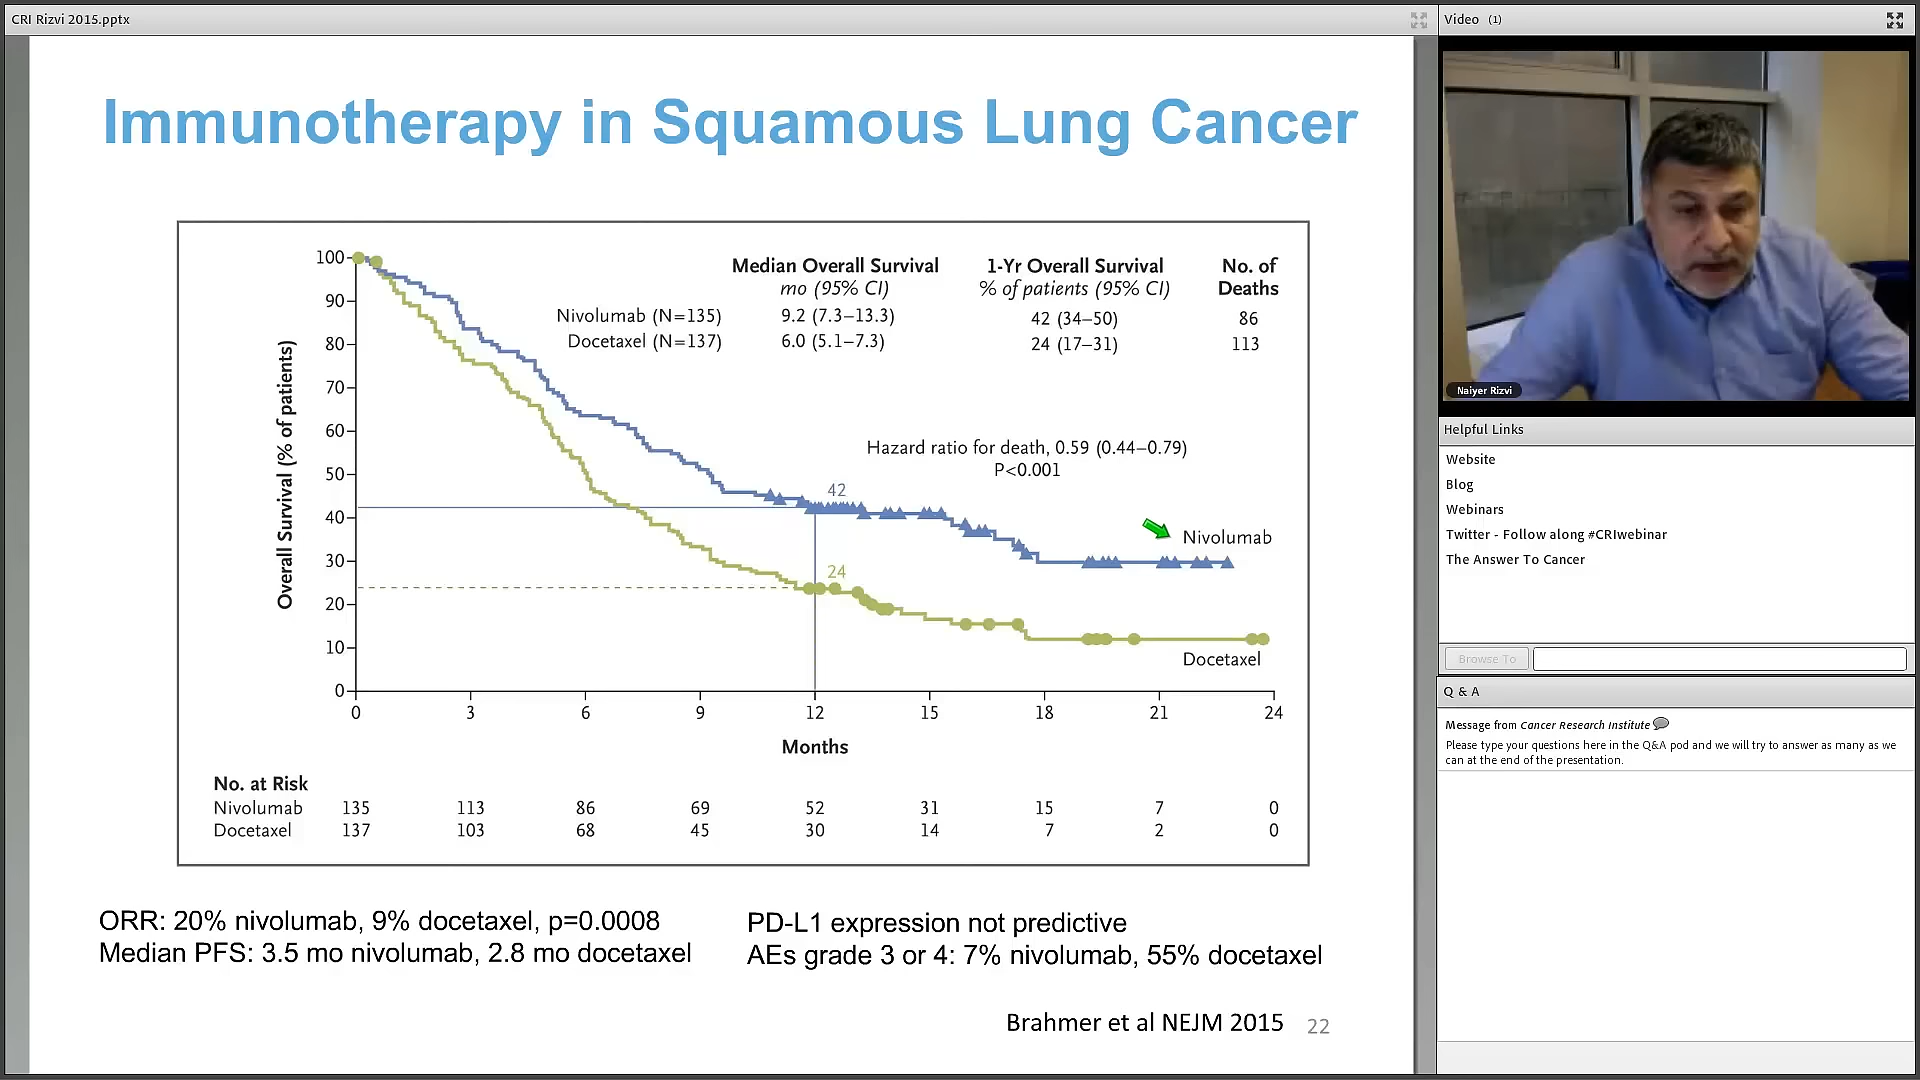 CRI Rizvi 2015.pptx
Immunotherapy in Squamous Lung Cancer
Median Overall Survival
mo (95% CI)
1-Yr Overall Survival
% of patients (95% CI)
No. of
Deaths
Nivolumab (N=135) 9.2 (7.3–13.3) 42 (34–50) 86
Docetaxel (N=137) 6.0 (5.1–7.3) 24 (17–31) 113
Hazard ratio for death, 0.59 (0.44–0.79)
P<0.001
Overall Survival (% of patients)
100
90
80
70
60
50
40
30
20
10
0
42
24
Nivolumab
Docetaxel
0 3 6 9 12 15 18 21 24
Months
No. at Risk
Nivolumab 135 113 86 69 52 31 15 7 0
Docetaxel 137 103 68 45 30 14 7 2 0
ORR: 20% nivolumab, 9% docetaxel, p=0.0008
Median PFS: 3.5 mo nivolumab, 2.8 mo docetaxel
PD-L1 expression not predictive
AEs grade 3 or 4: 7% nivolumab, 55% docetaxel
Brahmer et al NEJM 2015 22
Video (1)
Naiyer Rizvi
Helpful Links
Website
Blog
Webinars
Twitter - Follow along #CRIwebinar
The Answer To Cancer
Browse To
Q & A
Message from Cancer Research Institute
Please type your questions here in the Q&A pod and we will try to answer as many as we
can at the end of the presentation.